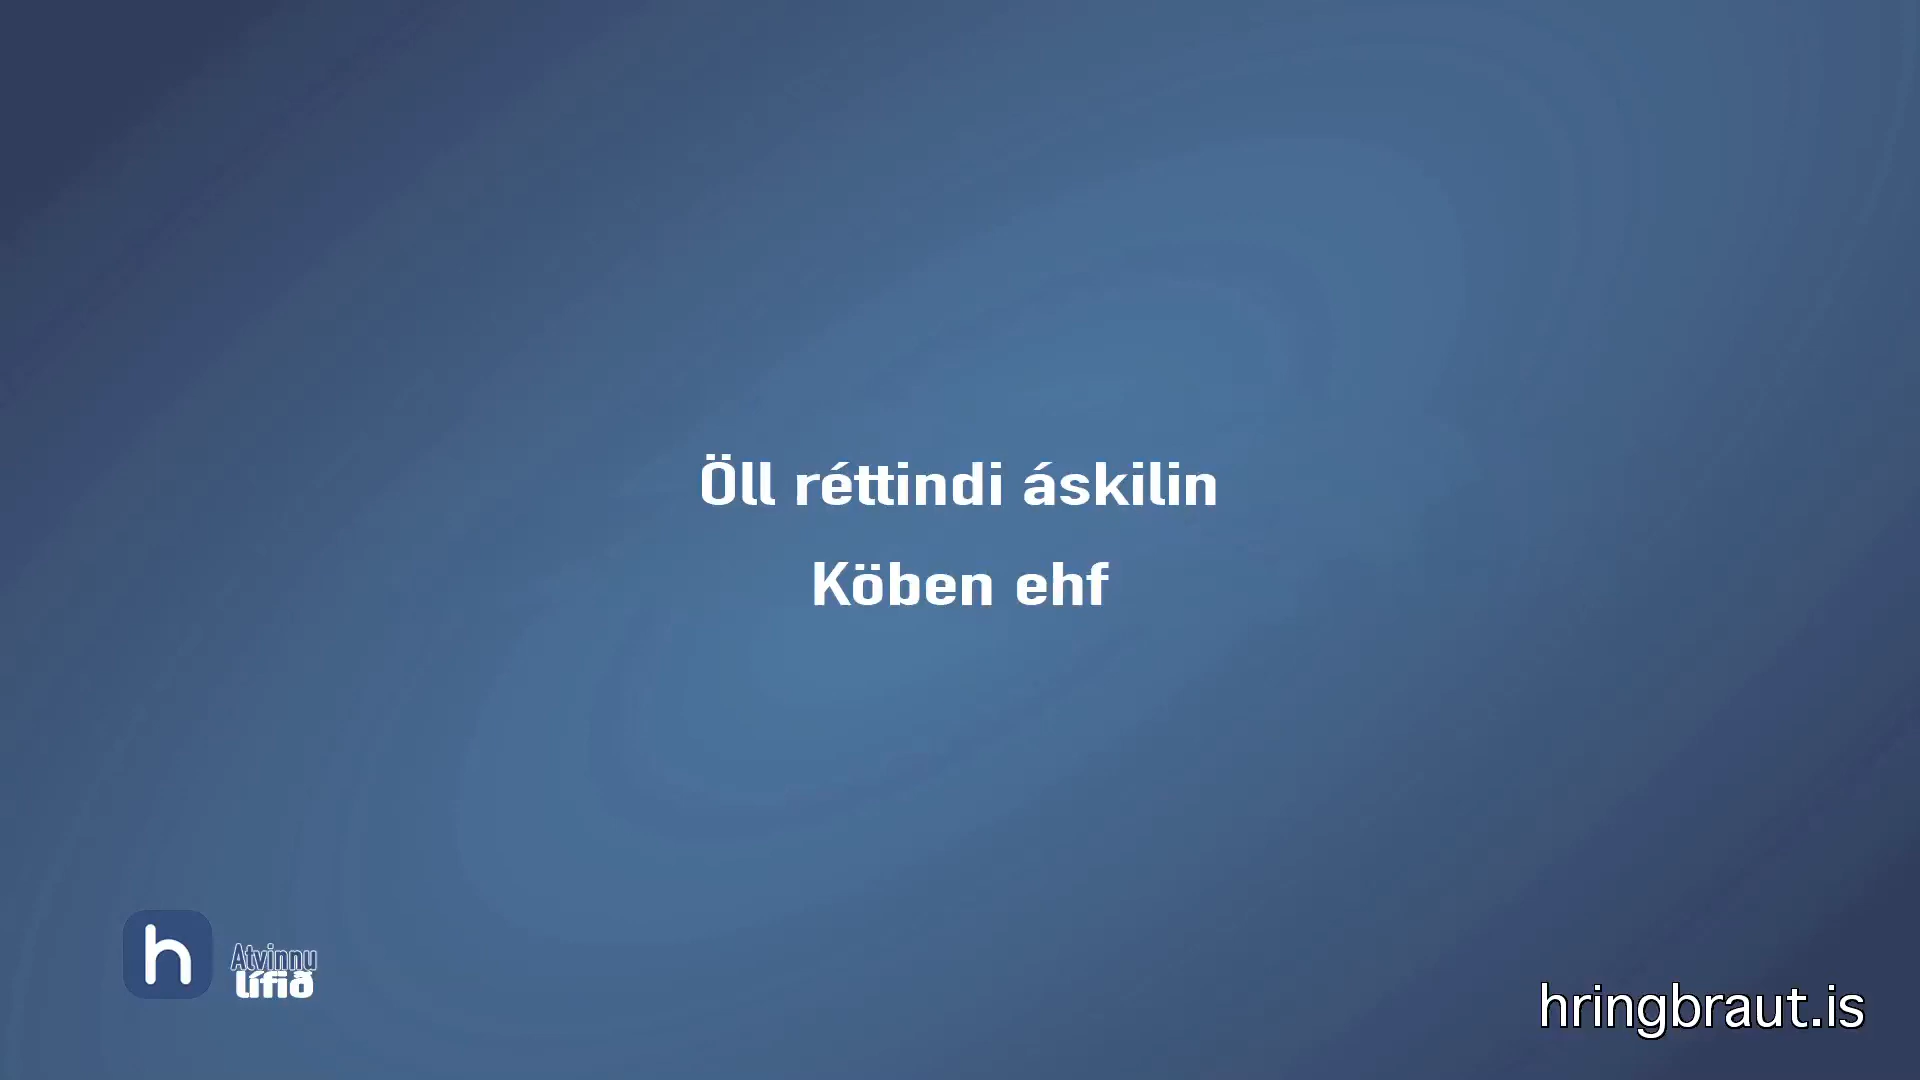 Öll réttindi áskilin
Köben ehf
h
Atvinnu
lífið
hringbraut.is